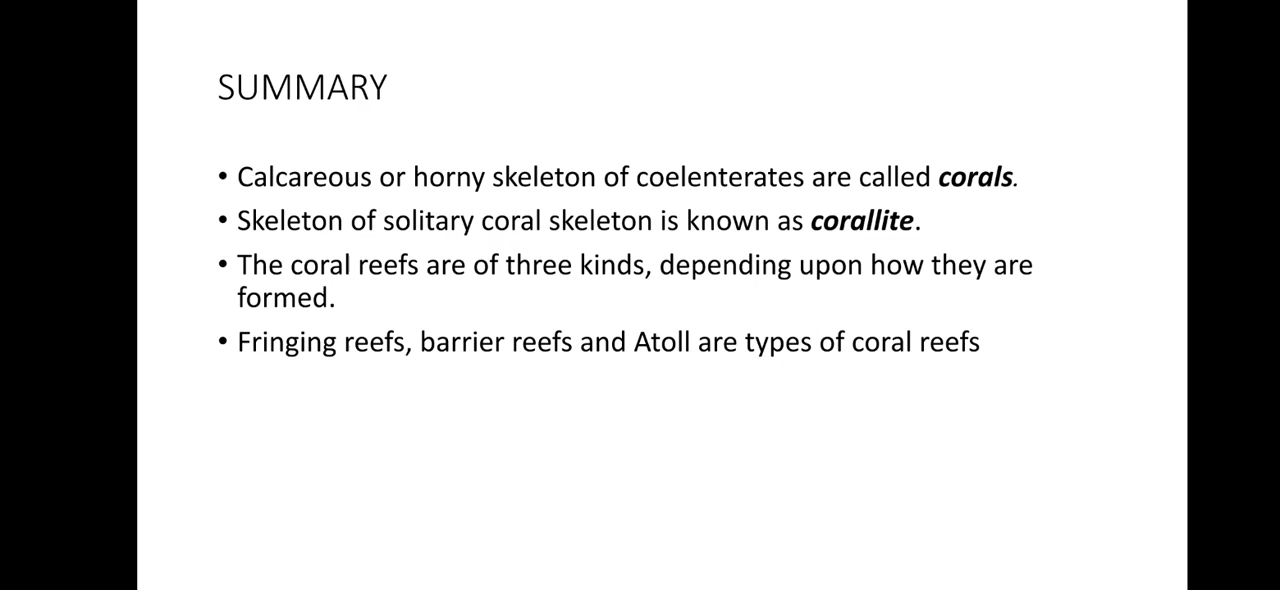 SUMMARY
• Calcareous or horny skeleton of coelenterates are called corals.
• Skeleton of solitary coral skeleton is known as corallite.
• The coral reefs are of three kinds, depending upon how they are
formed.
• Fringing reefs, barrier reefs and Atoll are types of coral reefs